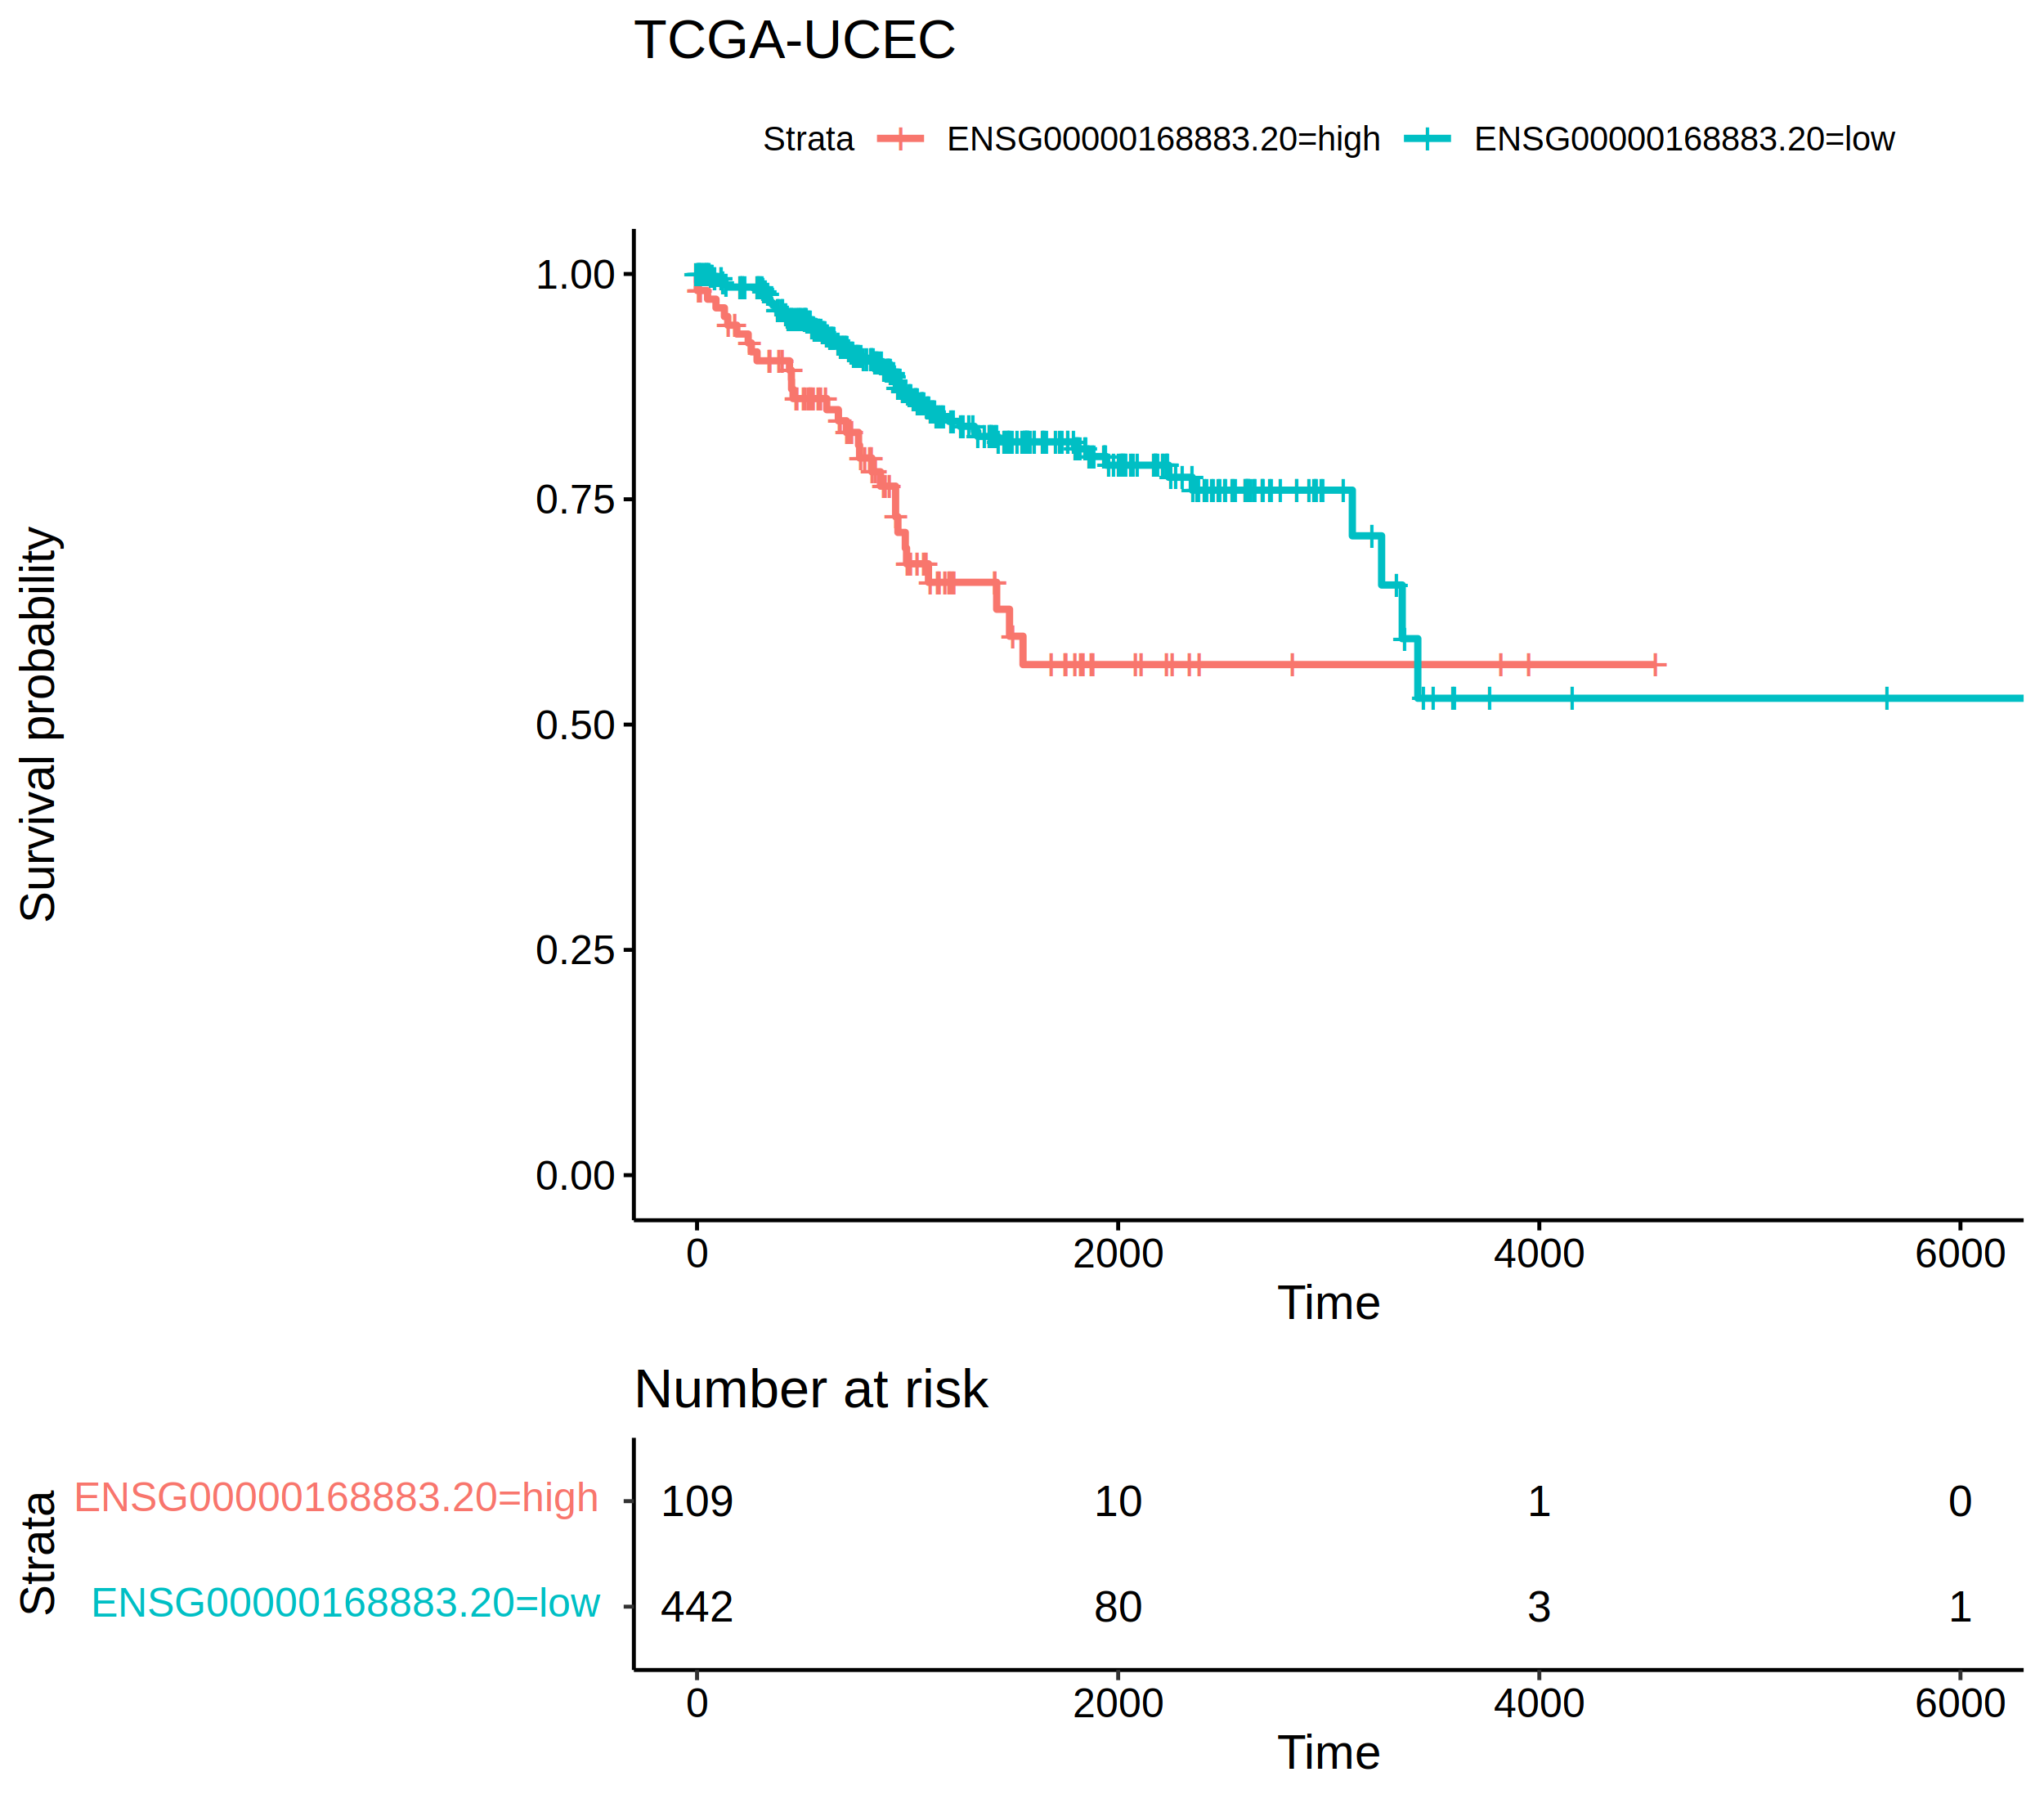 TCGA-UCEC
Strata ENSG00000168883.20=high ENSG00000168883.20=low
Survival probability
1.00
0.75
0.50
0.25
0.00
0 2000 4000 6000
Time
Number at risk
Strata
ENSG00000168883.20=high 109 10 1 0
ENSG00000168883.20=low 442 80 3 1
0 2000 4000 6000
Time